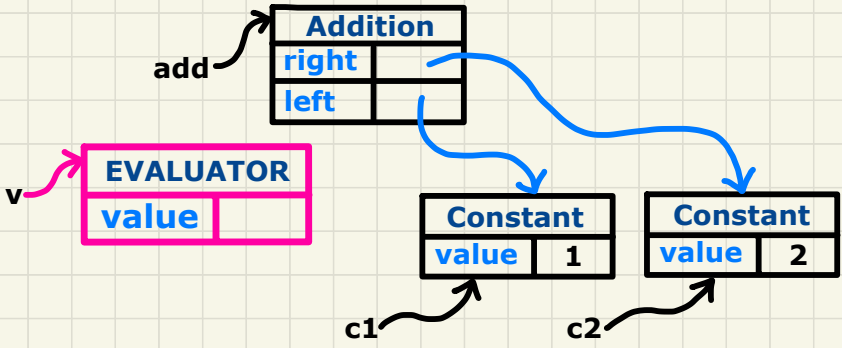 Addition
add
right
left
EVALUATOR
v
value
Constant
value 1
Constant
value 2
c1
c2